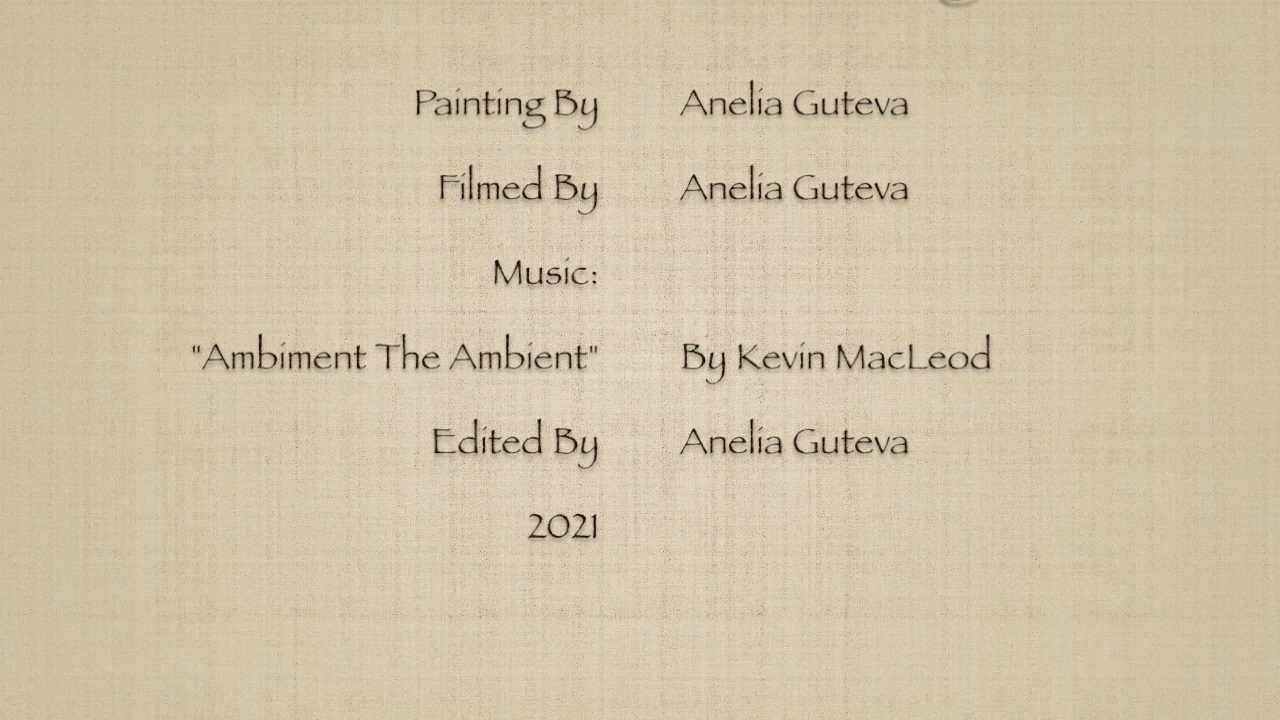 Painting By Anelia Guteva
Filmed By Anelia Guteva
Music:
"Ambiment The Ambient" By Kevin MacLeod
Edited By Anelia Guteva
2021